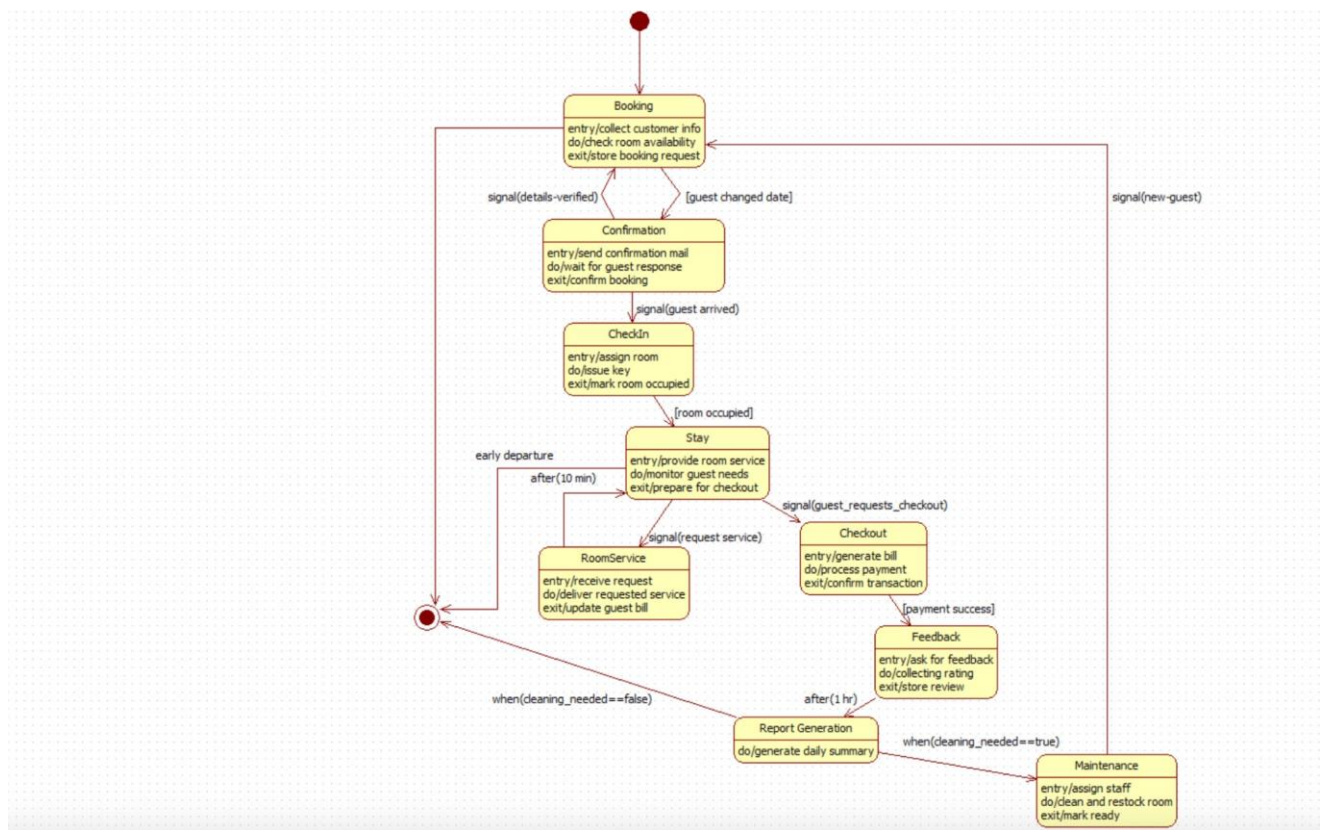 Booking
entry/collect customer info
do/check room availability
exit/store booking request
signal(details-verified)
[guest changed date]
signal(new-guest)
Confirmation
entry/send confirmation mail
do/wait for guest response
exit/confirm booking
signal(guest arrived)
CheckIn
entry/assign room
do/issue key
exit/mark room occupied
[room occupied]
Stay
entry/provide room service
do/monitor guest needs
exit/prepare for checkout
early departure
after(10 min)
signal(guest_requests_checkout)
signal(request service)
Checkout
entry/generate bill
do/process payment
exit/confirm transaction
RoomService
entry/receive request
do/deliver requested service
exit/update guest bill
[payment success]
Feedback
entry/ask for feedback
do/collecting rating
exit/store review
when(cleaning_needed==false)
after(1 hr)
Report Generation
do/generate daily summary
when(cleaning_needed==true)
Maintenance
entry/assign staff
do/clean and restock room
exit/mark ready